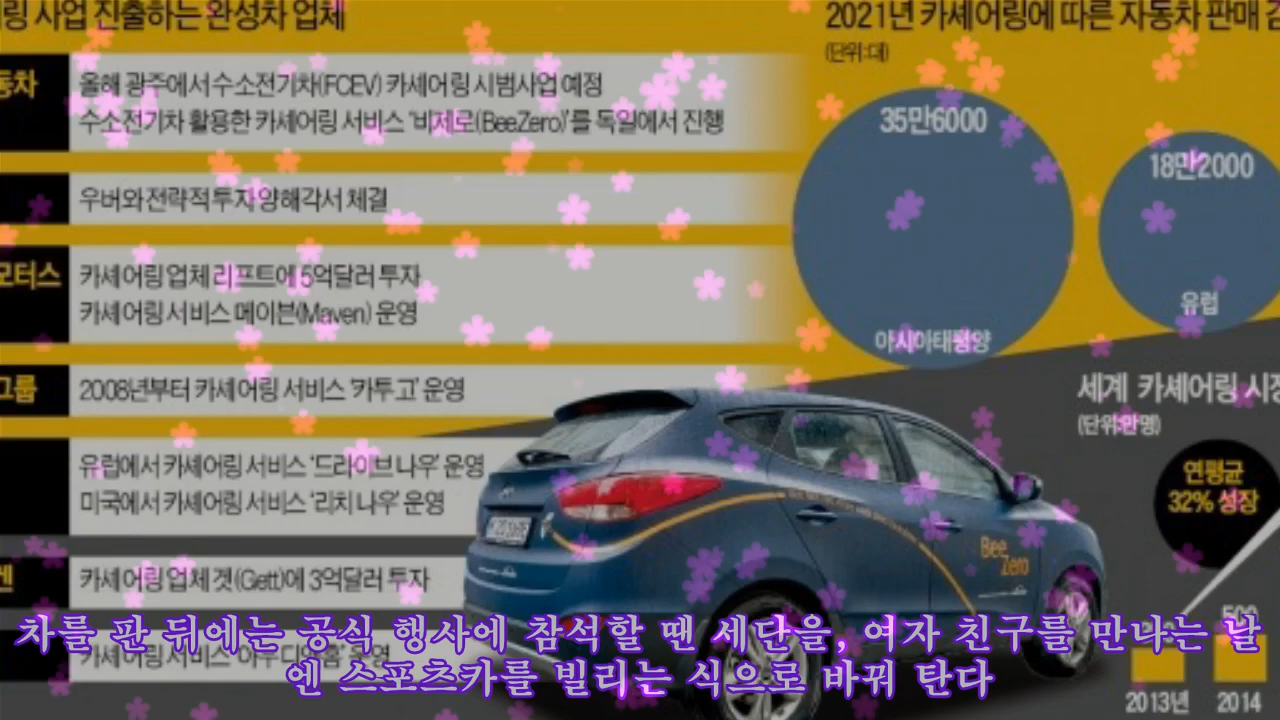 링 사업 진출하는 완성차 업체
동차
올해 광주에서 수소전기차(FCEV) 카셰어링 시범사업 예정
수소전기차 활용한 카셰어링 서비스 '비제로(BeeZero)'를 독일에서 진행
우버와 전략적 투자 양해각서 체결
모터스
카셰어링 업체 리프트에 5억달러 투자
카셰어링 서비스 메이븐(Maven) 운영
그룹
2008년부터 카셰어링 서비스 '카투고' 운영
유럽에서 카셰어링 서비스 '드라이브 나우' 운영
미국에서 카셰어링 서비스 '리치 나우' 운영
카셰어링 업체 겟(Gett)에 3억달러 투자
카셰어링 서비스
2021년 카셰어링에 따른 자동차 판매
(단위:대)
35만6000
아시아태평양
18만2000
유럽
세계 카셰어링 시장
(단위:만명)
연평균
32% 성장
Bee
Zero
500
2013년
2014
차를 판 뒤에는 공식 행사에 참석할 땐 세단을, 여자 친구를 만나는 날
엔 스포츠카를 빌리는 식으로 바꿔 탄다